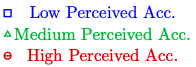 Low Perceived Acc.
Medium Perceived Acc.
High Perceived Acc.